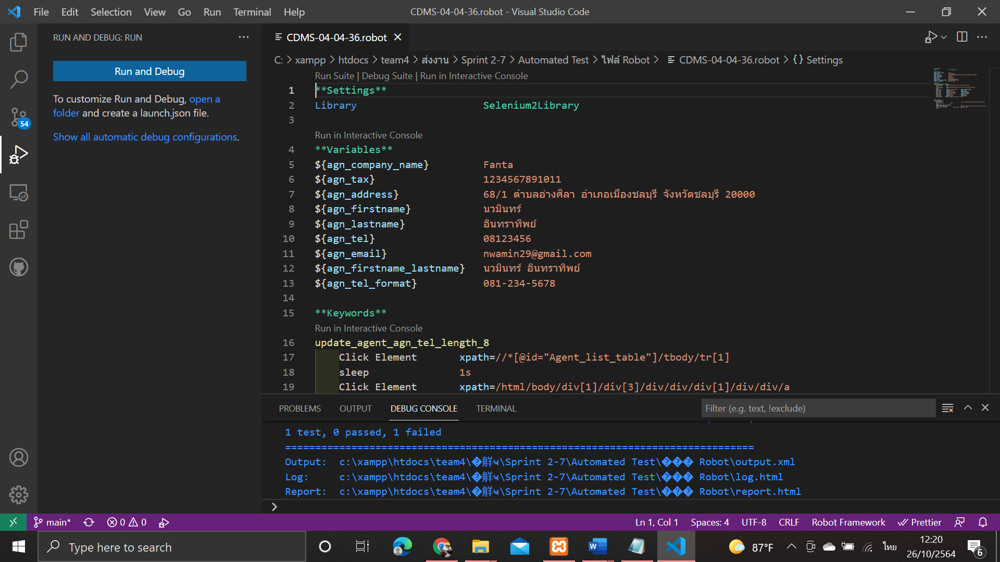 File Edit Selection View Go Run Terminal Help
CDMS-04-04-36.robot - Visual Studio Code
RUN AND DEBUG: RUN
Run and Debug
To customize Run and Debug, open a
folder and create a launch.json file.
Show all automatic debug configurations.
54
CDMS-04-04-36.robot
C: > xampp > htdocs > team4 > ส่งงาน > Sprint 2-7 > Automated Test > ไฟล์ Robot > CDMS-04-04-36.robot > {} Settings
Run Suite | Debug Suite | Run in Interactive Console
1 **Settings**
2 Library Selenium2Library
3
Run in Interactive Console
4 **Variables**
5 ${agn_company_name} Fanta
6 ${agn_tax} 1234567891011
7 ${agn_address} 68/1 ตำบลอ่างศิลา อำเภอเมืองชลบุรี จังหวัดชลบุรี 20000
8 ${agn_firstname} นวมินทร์
9 ${agn_lastname} อินทราทิพย์
10 ${agn_tel} 08123456
11 ${agn_email} nwamin29@gmail.com
12 ${agn_firstname_lastname} นวมินทร์ อินทราทิพย์
13 ${agn_tel_format} 081-234-5678
14
15 **Keywords**
Run in Interactive Console
16 update_agent_agn_tel_length_8
17 Click Element xpath=//*[@id="Agent_list_table"]/tbody/tr[1]
18 sleep 1s
19 Click Element xpath=/html/body/div[1]/div[3]/div/div/div[1]/div/div/a
PROBLEMS OUTPUT DEBUG CONSOLE TERMINAL
Filter (e.g. text, !exclude)
1 test, 0 passed, 1 failed
==============================================================================
Output: c:\xampp\htdocs\team4\�觧ҹ\Sprint 2-7\Automated Test\��� Robot\output.xml
Log: c:\xampp\htdocs\team4\�觧ҹ\Sprint 2-7\Automated Test\��� Robot\log.html
Report: c:\xampp\htdocs\team4\�觧ҹ\Sprint 2-7\Automated Test\��� Robot\report.html
main* 0 0
Ln 1, Col 1 Spaces: 4 UTF-8 CRLF Robot Framework Prettier
Type here to search
87°F
ไทย
12:20
26/10/2564
6